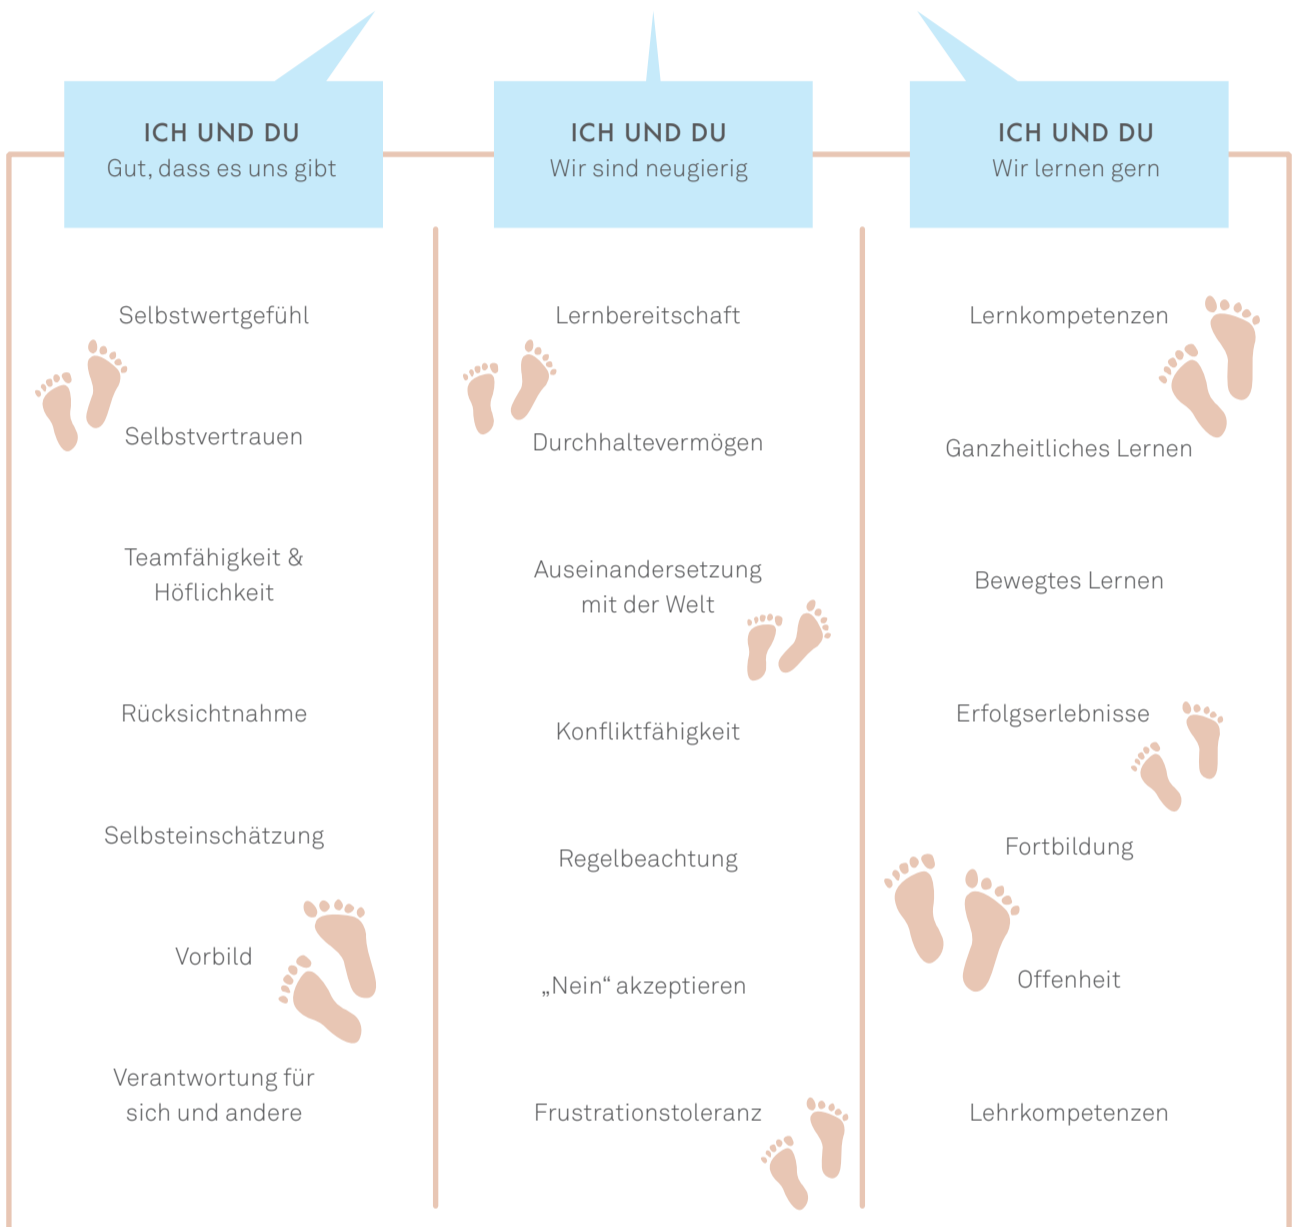 ICH UND DU
Gut, dass es uns gibt
Selbstwertgefühl
Selbstvertrauen
Teamfähigkeit &
Höflichkeit
Rücksichtnahme
Selbsteinschätzung
Vorbild
Verantwortung für
sich und andere
ICH UND DU
Wir sind neugierig
Lernbereitschaft
Durchhaltevermögen
Auseinandersetzung
mit der Welt
Konfliktfähigkeit
Regelbeachtung
„Nein“ akzeptieren
Frustrationstoleranz
ICH UND DU
Wir lernen gern
Lernkompetenzen
Ganzheitliches Lernen
Bewegtes Lernen
Erfolgserlebnisse
Fortbildung
Offenheit
Lehrkompetenzen